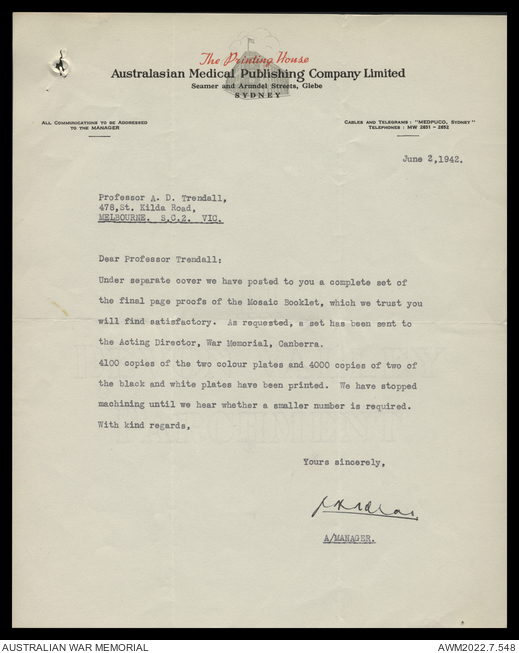 The Printing House
Australasian Medical Publishing Company Limited
Seamer and Arundel Streets, Glebe
SYDNEY
ALL COMMUNICATIONS TO BE ADDRESSED
TO THE MANAGER
CABLES AND TELEGRAMS: "MEDPUCO, SYDNEY"
TELEPHONES: MW 2651 - 2652
June 2,1942.
Professor A. D. Trendall,
478,St. Kilda Road,
MELBOURNE. S.C.2. VIC.
Dear Professor Trendall;
Under separate cover we have posted to you a complete set of
the final page proofs of the Mosaic Booklet, which we trust you
will find satisfactory. As requested, a set has been sent to
the Acting Director, War Memorial, Canberra.
4100 copies of the two colour plates and 4000 copies of two of
the black and white plates have been printed. We have stopped
machining until we hear whether a smaller number is required.
With kind regards,
Yours sincerely,
A/MANAGER.
AUSTRALIAN WAR MEMORIAL
AWM2022.7.548